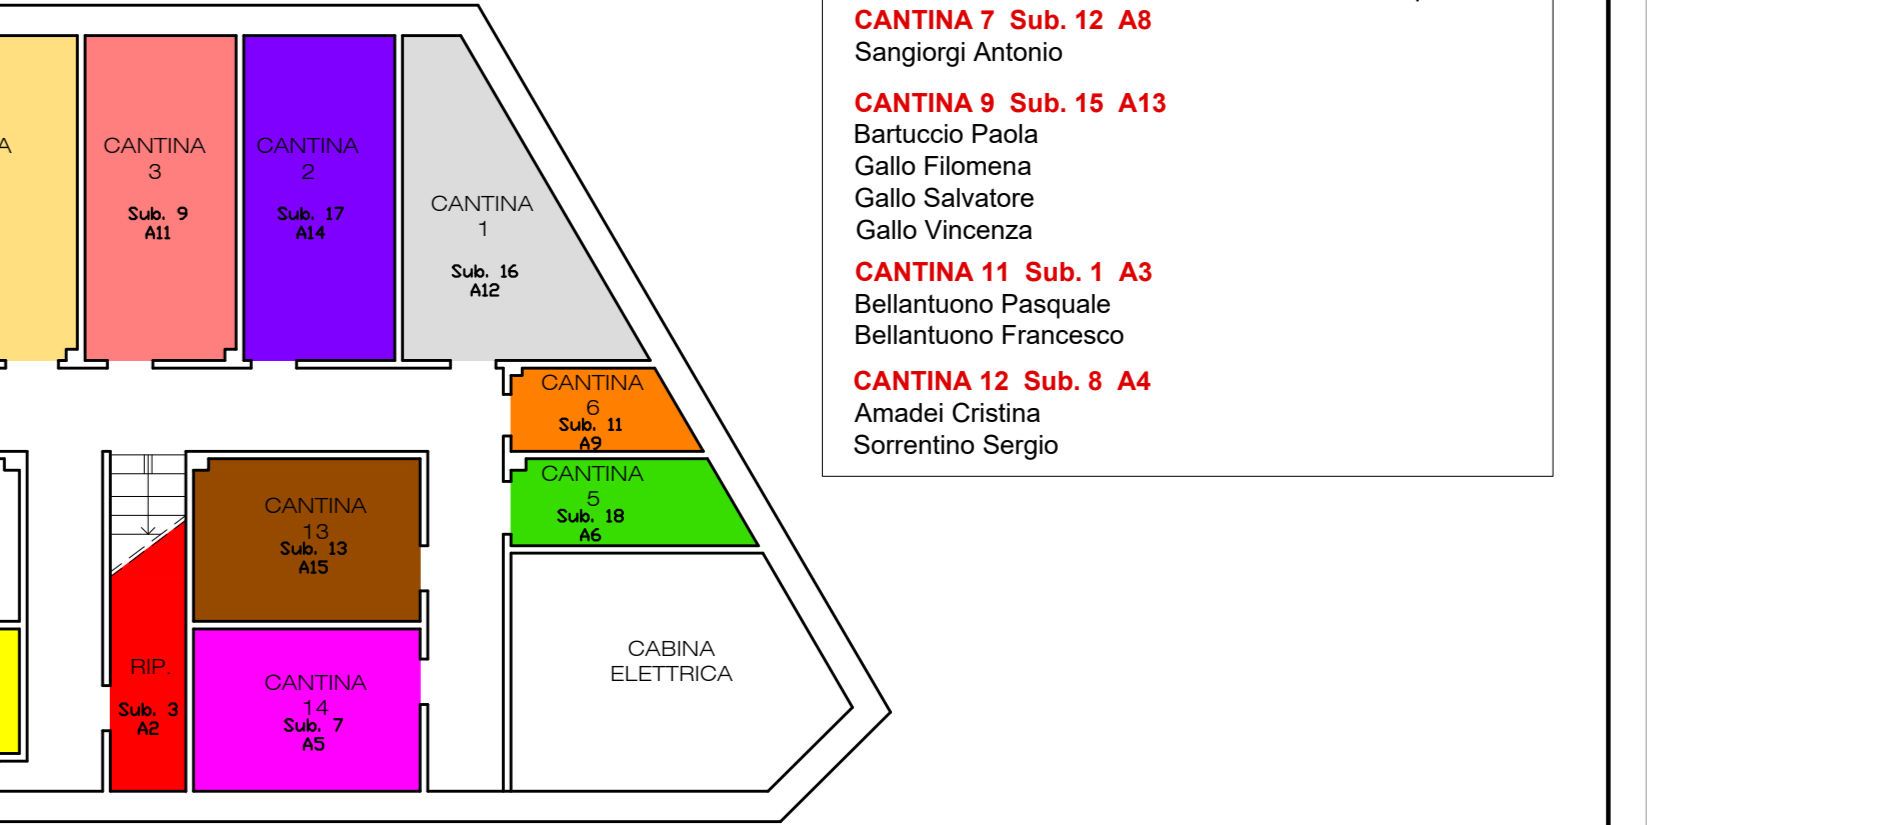 A
CANTINA
3
Sub. 9
A11
CANTINA
2
Sub. 17
A14
CANTINA
1
Sub. 16
A12
CANTINA
6
Sub. 11
A9
CANTINA
5
Sub. 18
A6
CANTINA
13
Sub. 13
A15
RIP.
Sub. 3
A2
CANTINA
14
Sub. 7
A5
CABINA
ELETTRICA
CANTINA 7 Sub. 12 A8
Sangiorgi Antonio
CANTINA 9 Sub. 15 A13
Bartuccio Paola
Gallo Filomena
Gallo Salvatore
Gallo Vincenza
CANTINA 11 Sub. 1 A3
Bellantuono Pasquale
Bellantuono Francesco
CANTINA 12 Sub. 8 A4
Amadei Cristina
Sorrentino Sergio